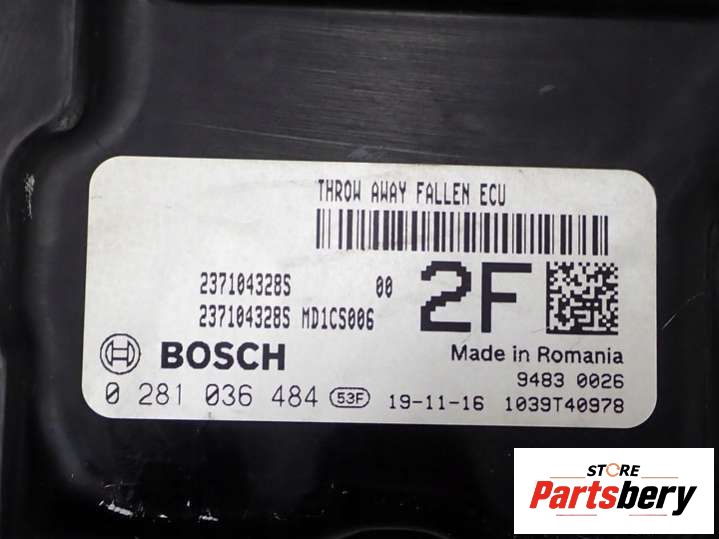 THROW AWAY FALLEN ECU
237104328S 00
237104328S MD1CS006
2F
BOSCH
Made in Romania
9483 0026
0 281 036 484 53F 19-11-16 1039T40978
STORE
Partsbery